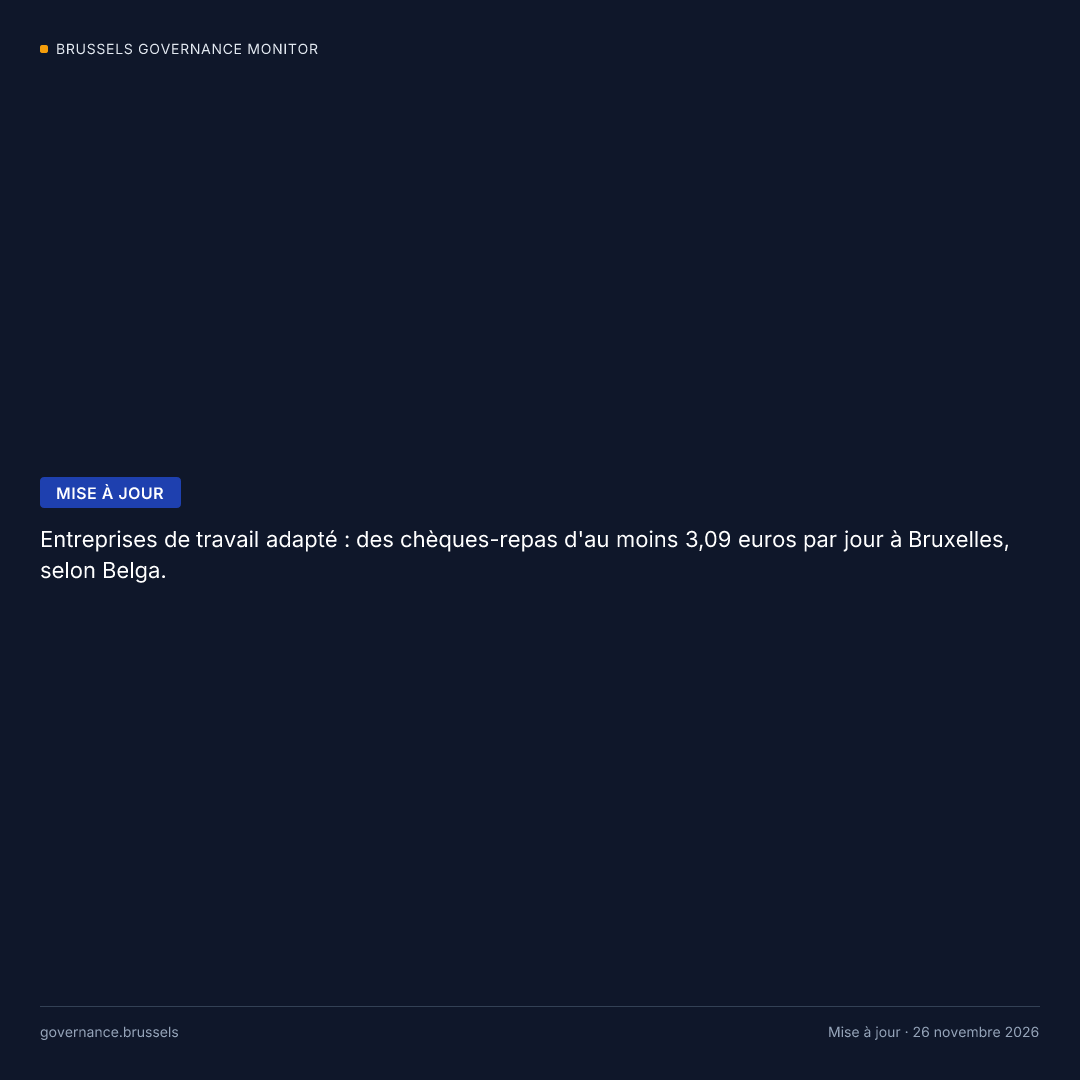 BRUSSELS GOVERNANCE MONITOR
MISE À JOUR
Entreprises de travail adapté : des chèques-repas d'au moins 3,09 euros par jour à Bruxelles,
selon Belga.
governance.brussels
Mise à jour · 26 novembre 2026